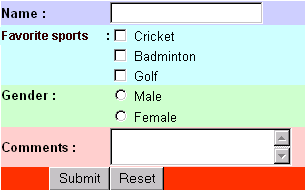 Name :
Favorite sports : Cricket
Badminton
Golf
Gender : Male
Female
Comments :
Submit Reset